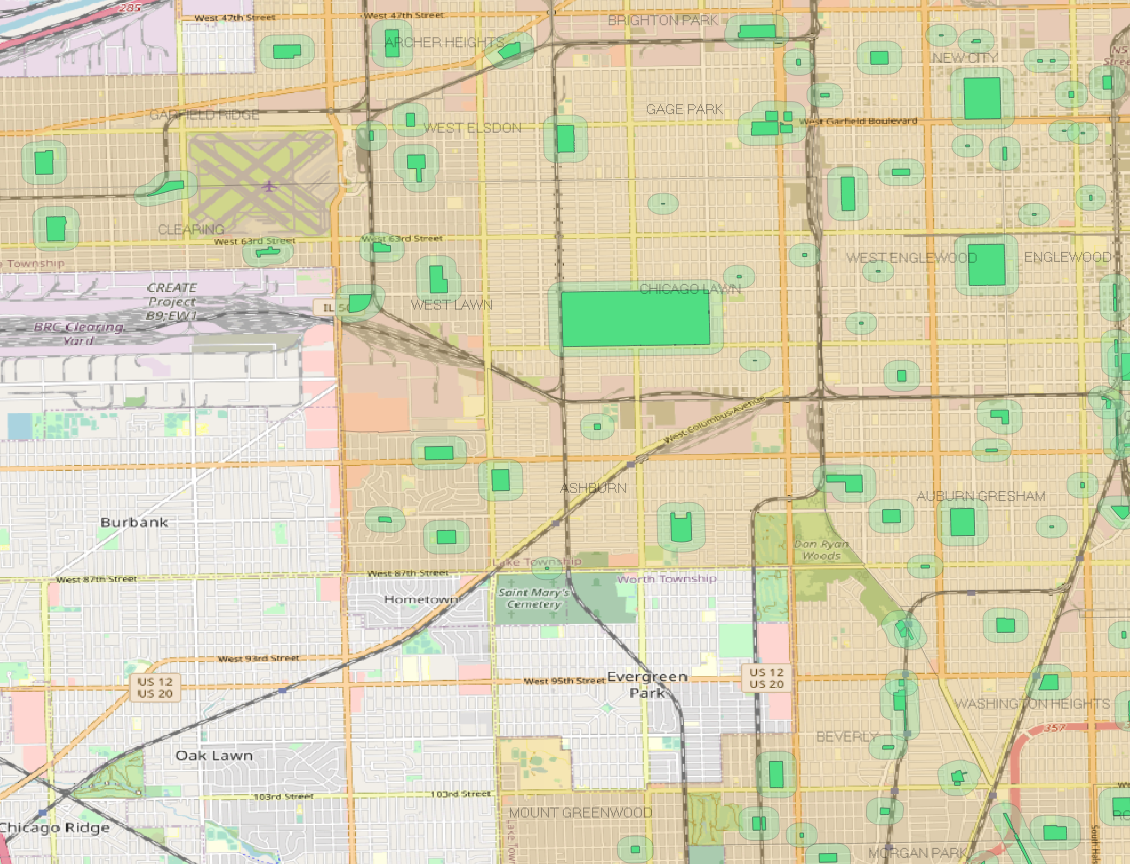 285
West 47th Street
West 47th Street
BRIGHTON PARK
ARCHER HEIGHTS
NEW CITY
GARFIELD RIDGE
WEST ELSDON
GAGE PARK
West Garfield Boulevard
CLEARING
West 63rd Street
West 63rd Street
Township
WEST ENGLEWOOD
ENGLEWOOD
CREATE
Project
B9;EW1
CHICAGO LAWN
WEST LAWN
IL 50
BRC Clearing
Yard
West Columbus Avenue
ASHBURN
AUBURN GRESHAM
Burbank
Dan Ryan
Woods
Lake Township
West 87th Street
West 87th Street
Worth Township
Hometown
Saint Mary's
Cemetery
West 93rd Street
West 95th Street
Evergreen
Park
US 12
US 20
US 12
US 20
WASHINGTON HEIGHTS
BEVERLY
357
Oak Lawn
103rd Street
103rd Street
MOUNT GREENWOOD
Chicago Ridge
MORGAN PARK